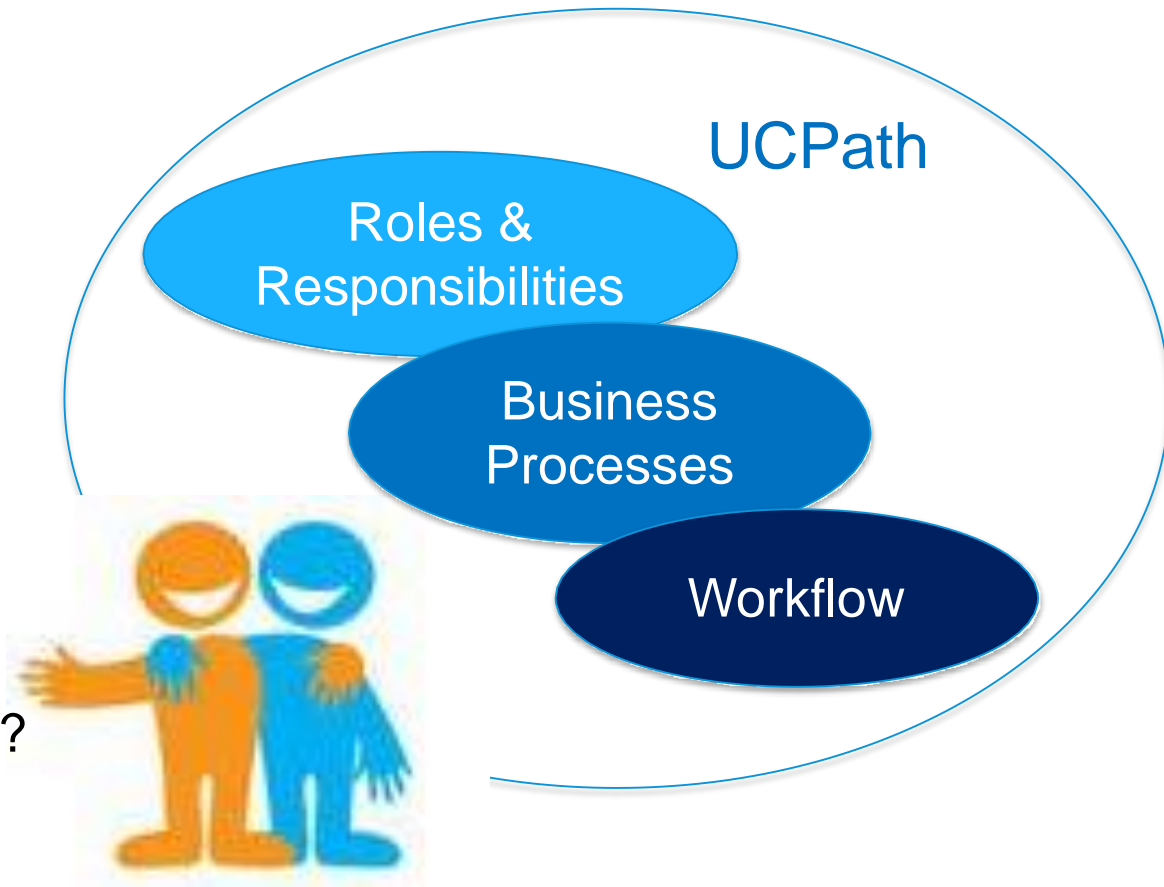 UCPath
Roles &
Responsibilities
Business
Processes
Workflow
?